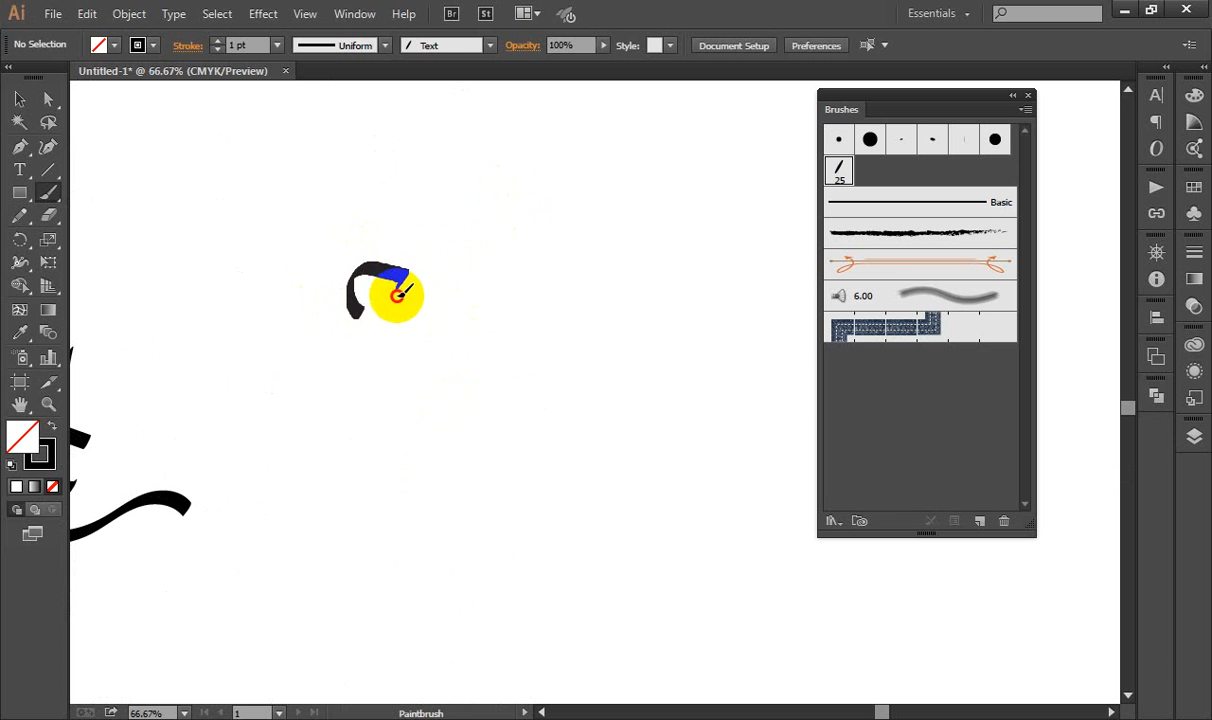 Ai File Edit Object Type Select Effect View Window Help Br St Essentials
No Selection Stroke: 1 pt Uniform Text Opacity: 100% Style: Document Setup Preferences
Untitled-1* @ 66.67% (CMYK/Preview)
Brushes
25
Basic
6.00
66.67% 1 Paintbrush